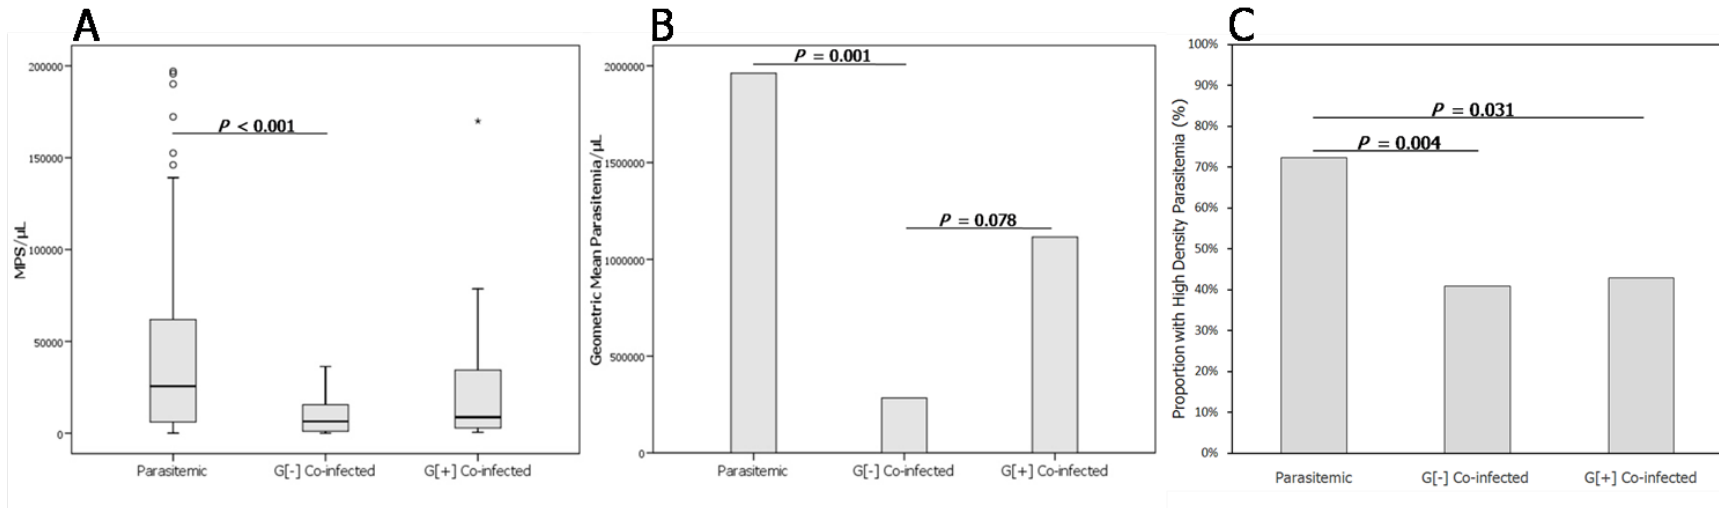 A
MPS/µL
200000
150000
100000
50000
0
P < 0.001
*
Parasitemic
G[-] Co-infected
G[+] Co-infected
B
Geometric Mean Parasitemia/µL
2000000
1500000
1000000
500000
0
P = 0.001
P = 0.078
Parasitemic
G[-] Co-infected
G[+] Co-infected
C
Proportion with High Density Parasitemia (%)
100%
90%
80%
70%
60%
50%
40%
30%
20%
10%
0%
P = 0.031
P = 0.004
Parasitemic
G[-] Co-infected
G[+] Co-infected